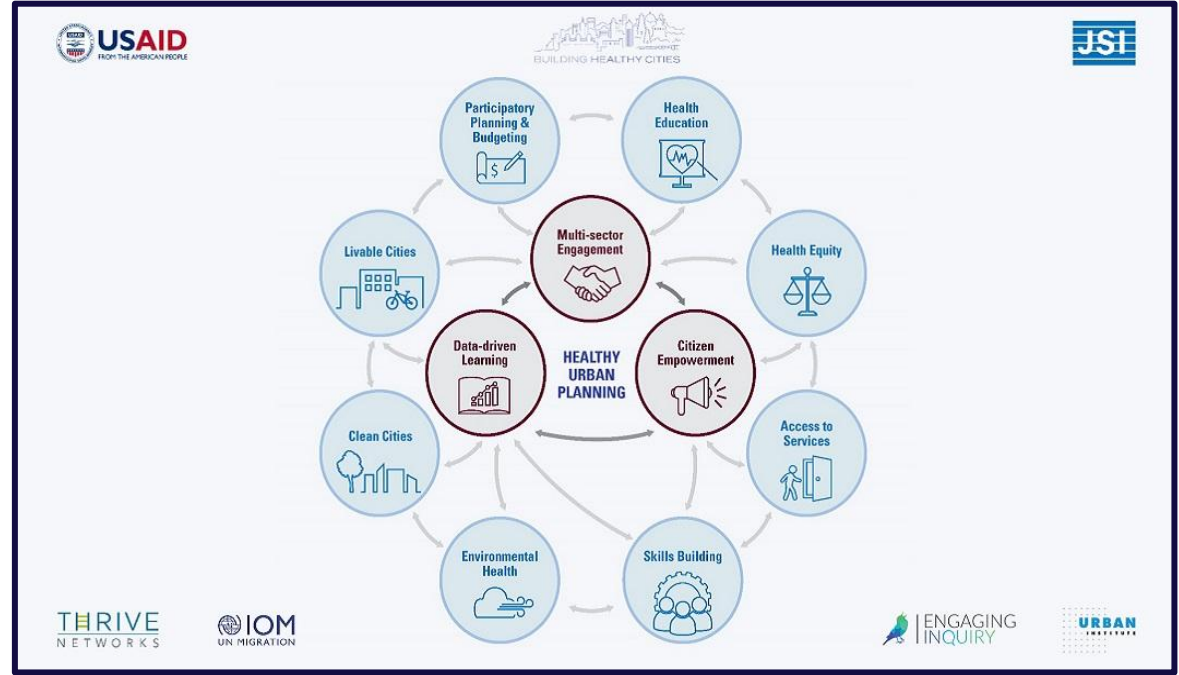 USAID
FROM THE AMERICAN PEOPLE
BUILDING HEALTHY CITIES
JSI
Participatory
Planning &
Budgeting
$
Health
Education
Multi-sector
Engagement
Livable Cities
Health Equity
Data-driven
Learning
HEALTHY
URBAN
PLANNING
Citizen
Empowerment
Clean Cities
Access to
Services
Environmental
Health
Skills Building
THRIVE
NETWORKS
IOM
UN MIGRATION
ENGAGING
INQUIRY
URBAN
INSTITUTE